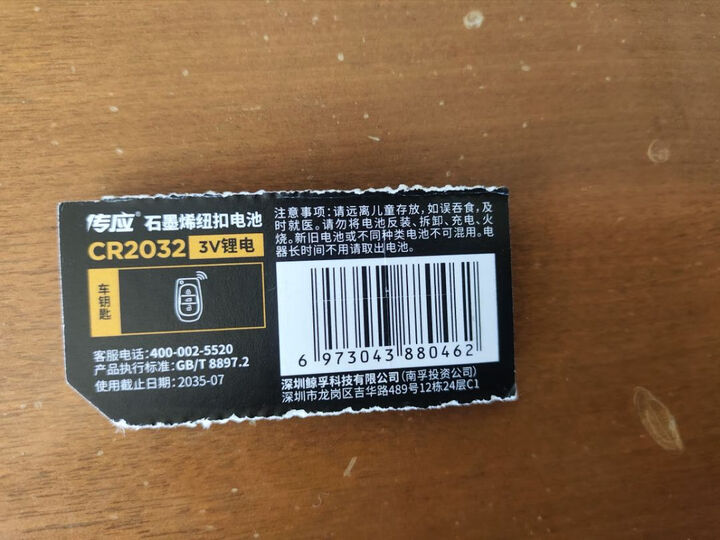 传应® 石墨烯纽扣电池
CR2032 3V锂电
车钥匙
客服电话:400-002-5520
产品执行标准:GB/T 8897.2
使用截止日期:2035-07
注意事项:请远离儿童存放,如误吞食,及
时就医。请勿将电池反装、拆卸、充电、火
烧。新旧电池或不同种类电池不可混用。电
器长时间不用请取出电池。
6 973043 880462
深圳鲸孚科技有限公司(南孚投资公司)
深圳市龙岗区吉华路489号12栋24层C1